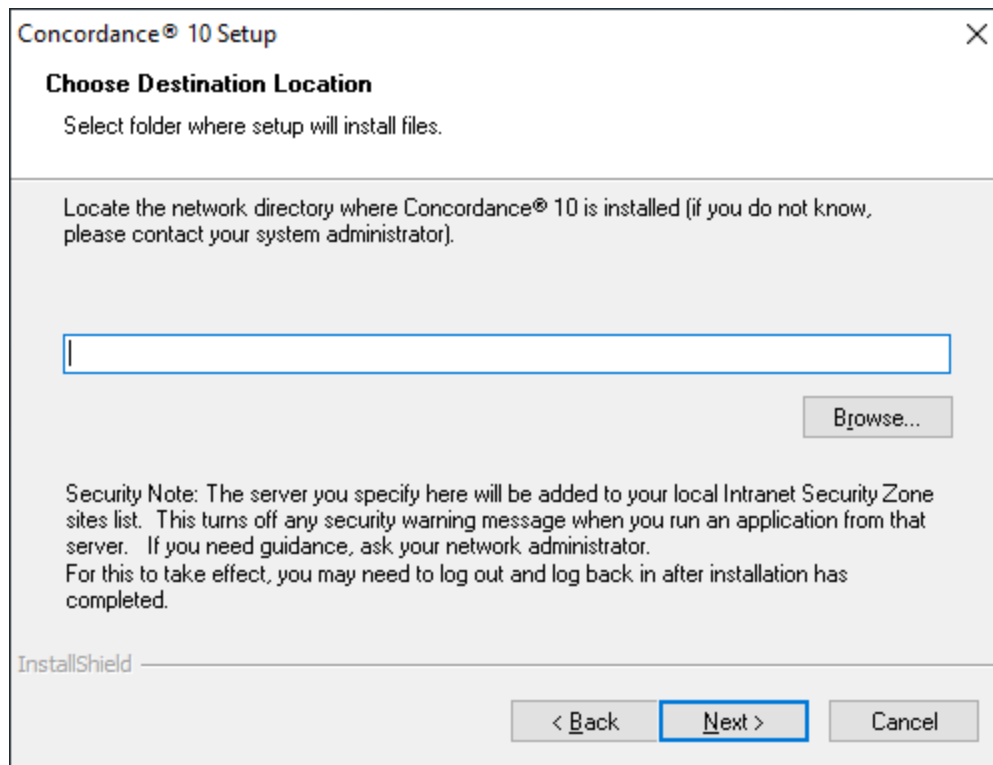 Concordance® 10 Setup
Choose Destination Location
Select folder where setup will install files.
Locate the network directory where Concordance® 10 is installed (if you do not know,
please contact your system administrator).
Browse...
Security Note: The server you specify here will be added to your local Intranet Security Zone
sites list.  This turns off any security warning message when you run an application from that
server.   If you need guidance, ask your network administrator.
For this to take effect, you may need to log out and log back in after installation has
completed.
InstallShield
< Back
Next >
Cancel